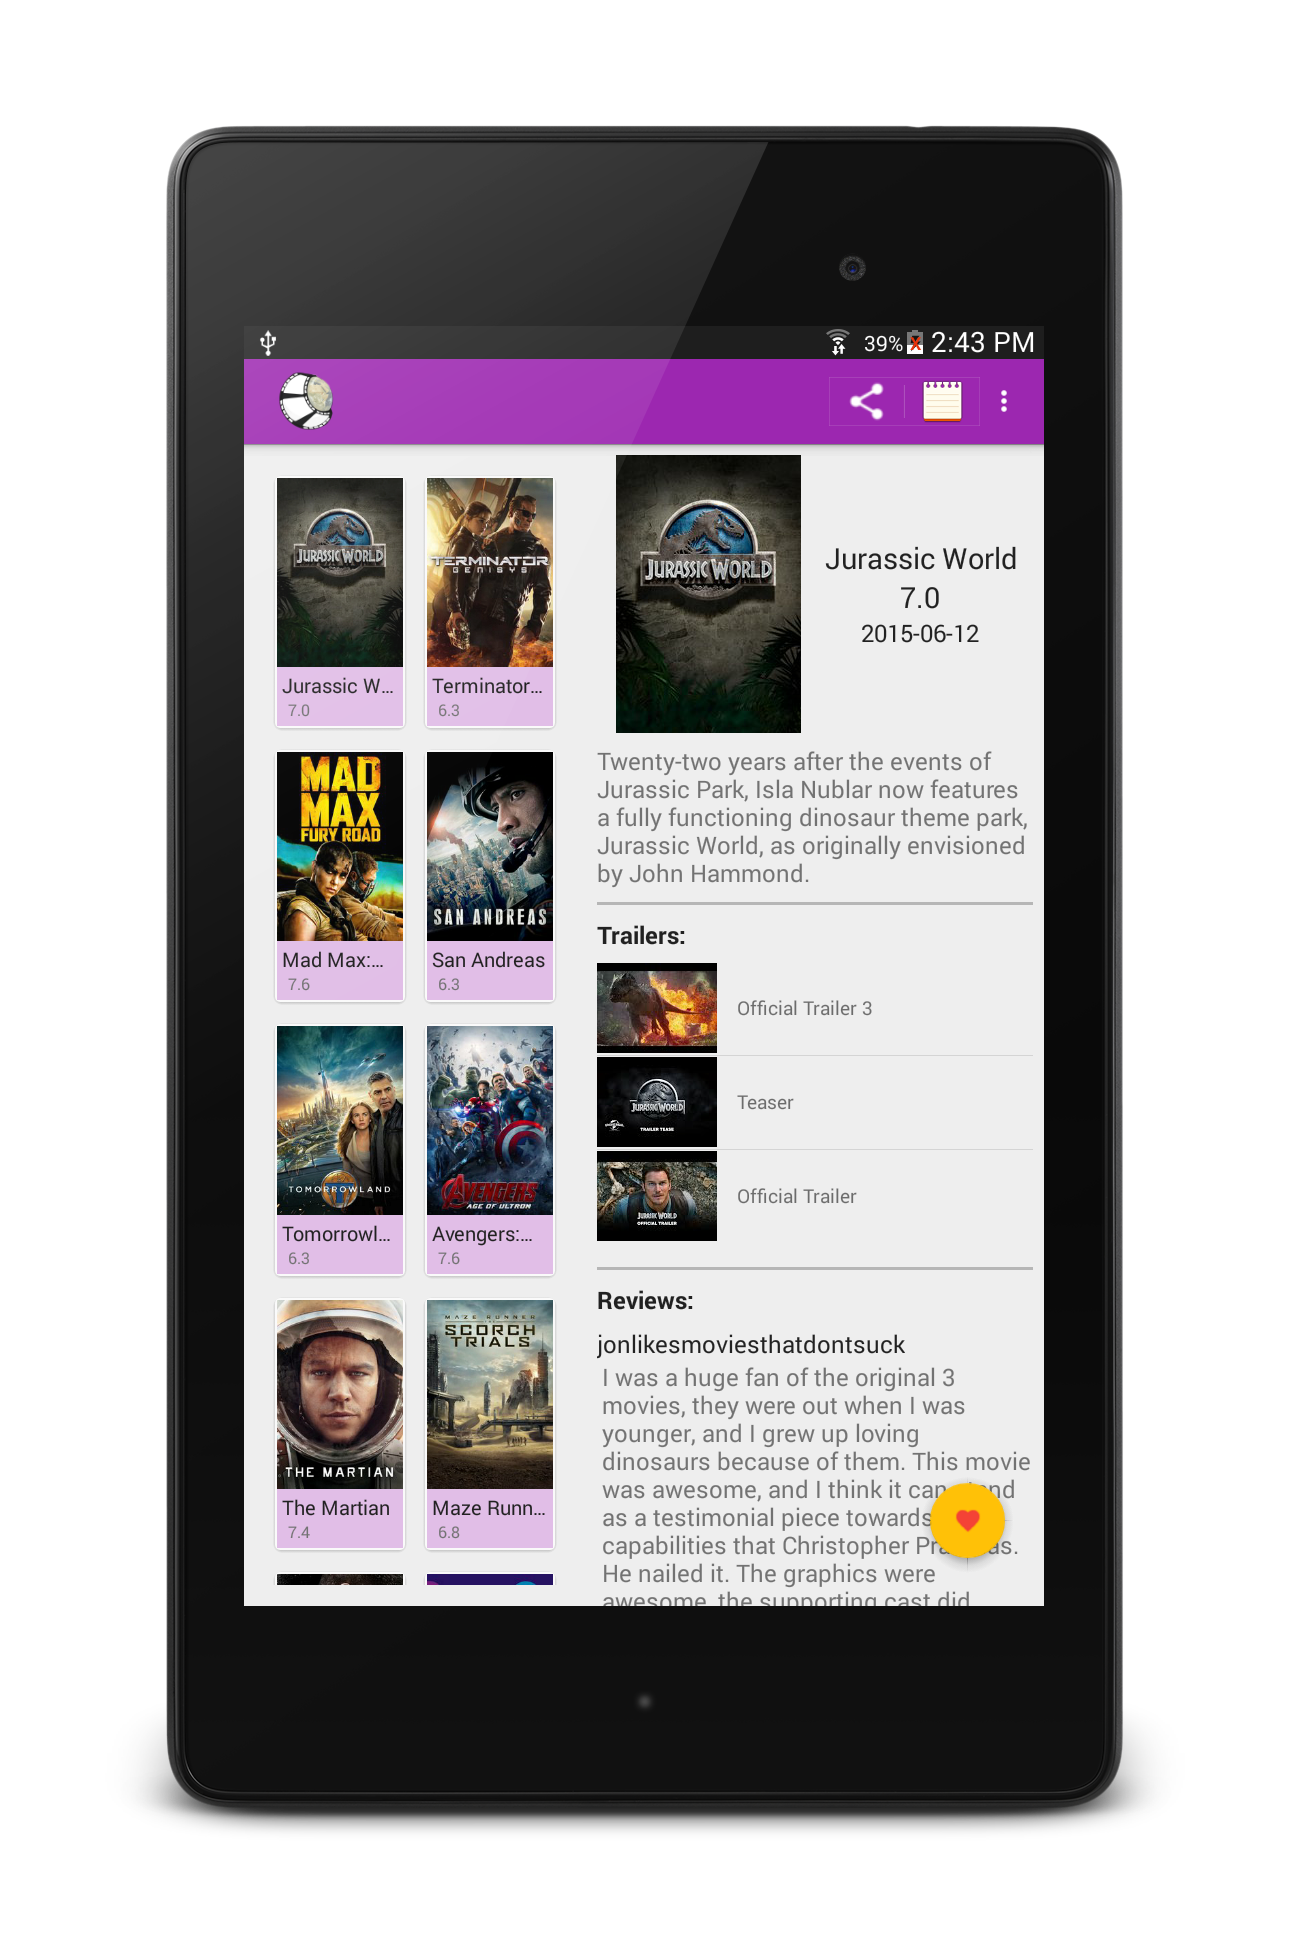 39% 2:43 PM
JURASSIC WORLD
Jurassic W...
7.0
TERMINATOR
GENISYS
Terminator...
6.3
MAD
MAX
FURY ROAD
Mad Max:...
7.6
SAN ANDREAS
San Andreas
6.3
TOMORROWLAND
Tomorrowl...
6.3
AVENGERS
AGE OF ULTRON
Avengers:...
7.6
THE MARTIAN
The Martian
7.4
MAZE RUNNER
SCORCH
TRIALS
Maze Runn...
6.8
JURASSIC WORLD
Jurassic World
7.0
2015-06-12
Twenty-two years after the events of
Jurassic Park, Isla Nublar now features
a fully functioning dinosaur theme park,
Jurassic World, as originally envisioned
by John Hammond.
Trailers:
Official Trailer 3
JURASSIC WORLD
TRAILER TEASE
Teaser
JURASSIC WORLD
OFFICIAL TRAILER
Official Trailer
Reviews:
jonlikesmoviesthatdontsuck
I was a huge fan of the original 3
movies, they were out when I was
younger, and I grew up loving
dinosaurs because of them. This movie
was awesome, and I think it can
as a testimonial piece towards
capabilities that Christopher
He nailed it. The graphics were
awesome, the supporting cast did